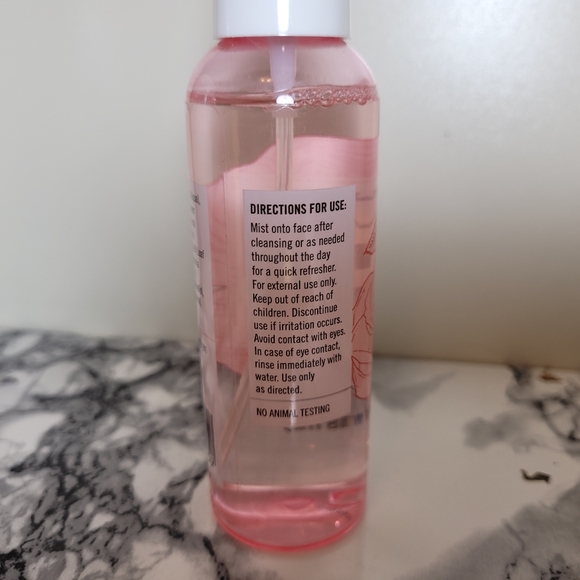 DIRECTIONS FOR USE:
Mist onto face after
cleansing or as needed
throughout the day
for a quick refresher.
For external use only.
Keep out of reach of
children. Discontinue
use if irritation occurs.
Avoid contact with eyes.
In case of eye contact,
rinse immediately with
water. Use only
as directed.
NO ANIMAL TESTING